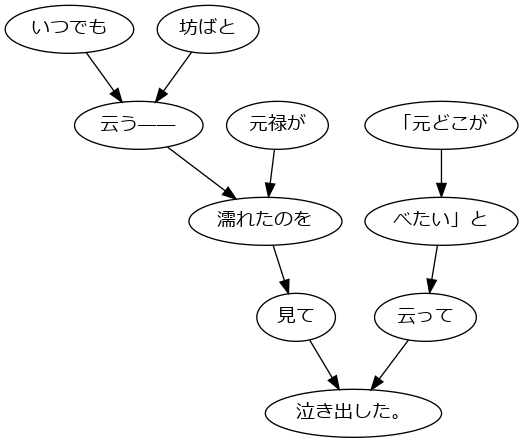 いつでも
坊ばと
云う――
元禄が
「元どこが
濡れたのを
べたい」と
見て
云って
泣き出した。